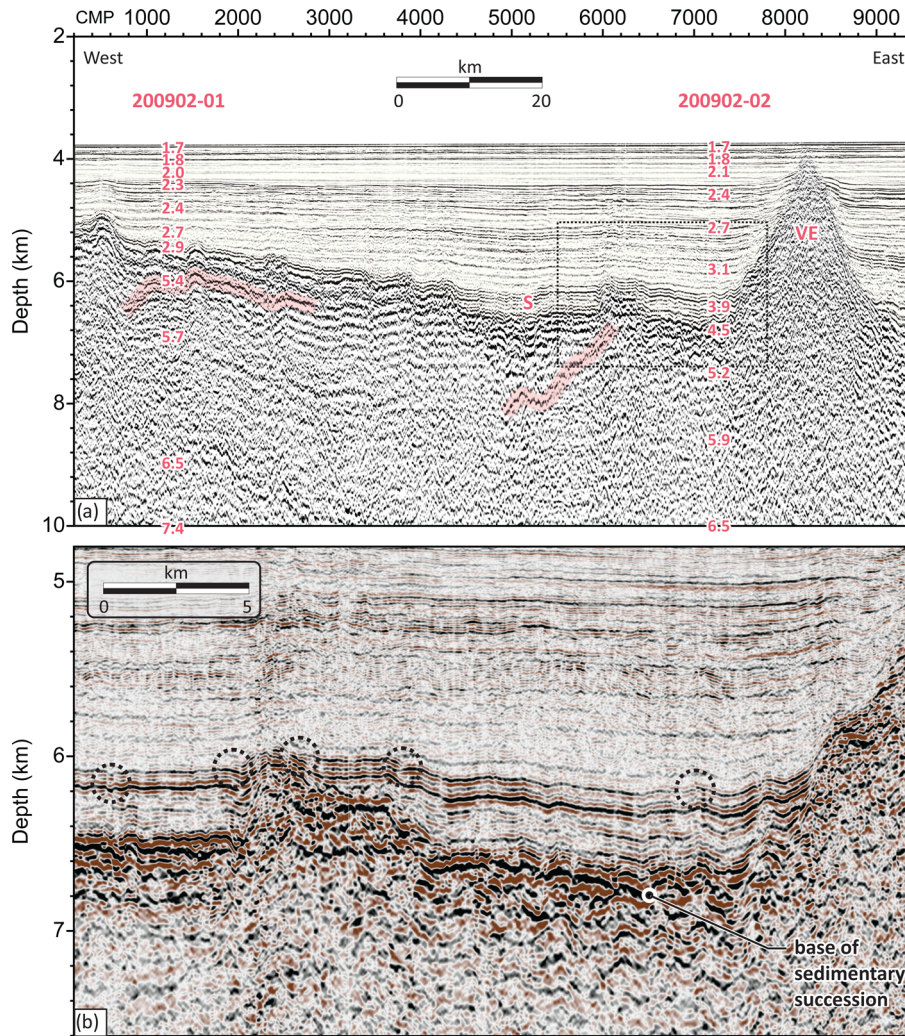 CMP 1000 2000 3000 4000 5000 6000 7000 8000 9000
2
West
East
km
0 20
200902-01
200902-02
4
6
8
10
Depth (km)
1.7
1.8
2.0
2.3
2.4
2.7
2.9
5.4
5.7
6.5
7.4
S
1.7
1.8
2.1
2.4
2.7
3.1
3.9
4.5
5.2
5.9
6.5
VE
(a)
km
0 5
5
6
7
Depth (km)
base of
sedimentary
succession
(b)